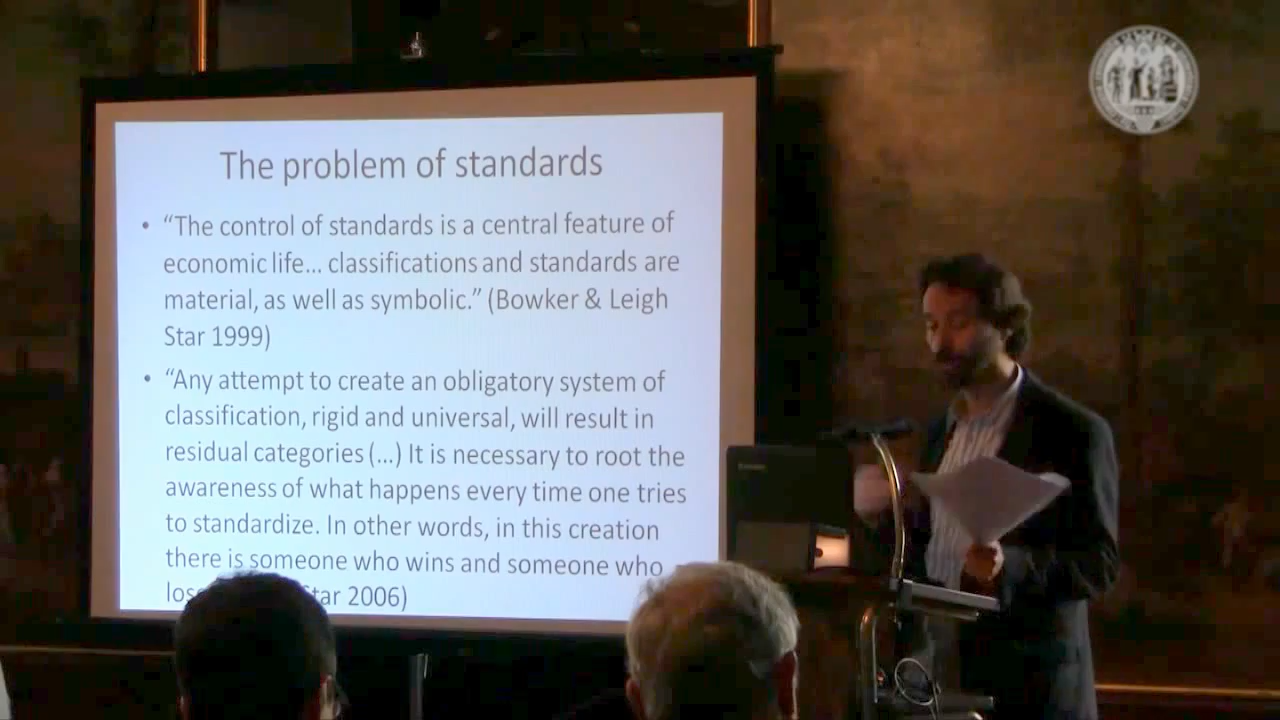 The problem of standards
• “The control of standards is a central feature of
economic life... classifications and standards are
material, as well as symbolic.” (Bowker & Leigh
Star 1999)
• “Any attempt to create an obligatory system of
classification, rigid and universal, will result in
residual categories (...) It is necessary to root the
awareness of what happens every time one tries
to standardize. In other words, in this creation
there is someone who wins and someone who
2006)